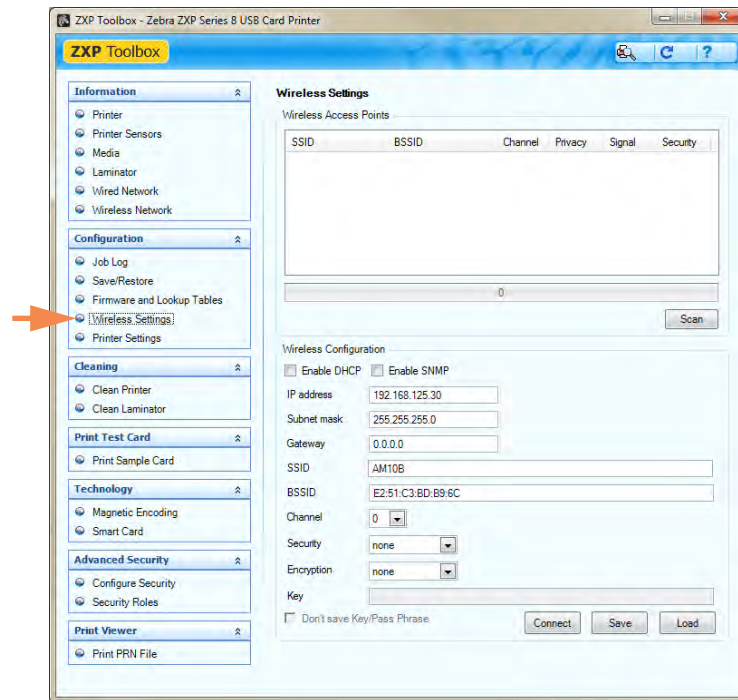 ZXP Toolbox - Zebra ZXP Series 8 USB Card Printer
ZXP Toolbox
?
Information
Printer
Printer Sensors
Media
Laminator
Wired Network
Wireless Network
Configuration
Job Log
Save/Restore
Firmware and Lookup Tables
Wireless Settings
Printer Settings
Cleaning
Clean Printer
Clean Laminator
Print Test Card
Print Sample Card
Technology
Magnetic Encoding
Smart Card
Advanced Security
Configure Security
Security Roles
Print Viewer
Print PRN File
Wireless Settings
Wireless Access Points
SSID BSSID Channel Privacy Signal Security
0
Scan
Wireless Configuration
Enable DHCP Enable SNMP
IP address 192.168.125.30
Subnet mask 255.255.255.0
Gateway 0.0.0.0
SSID AM10B
BSSID E2:51:C3:BD:B9:6C
Channel 0
Security none
Encryption none
Key
Don't save Key/Pass Phrase
Connect Save Load